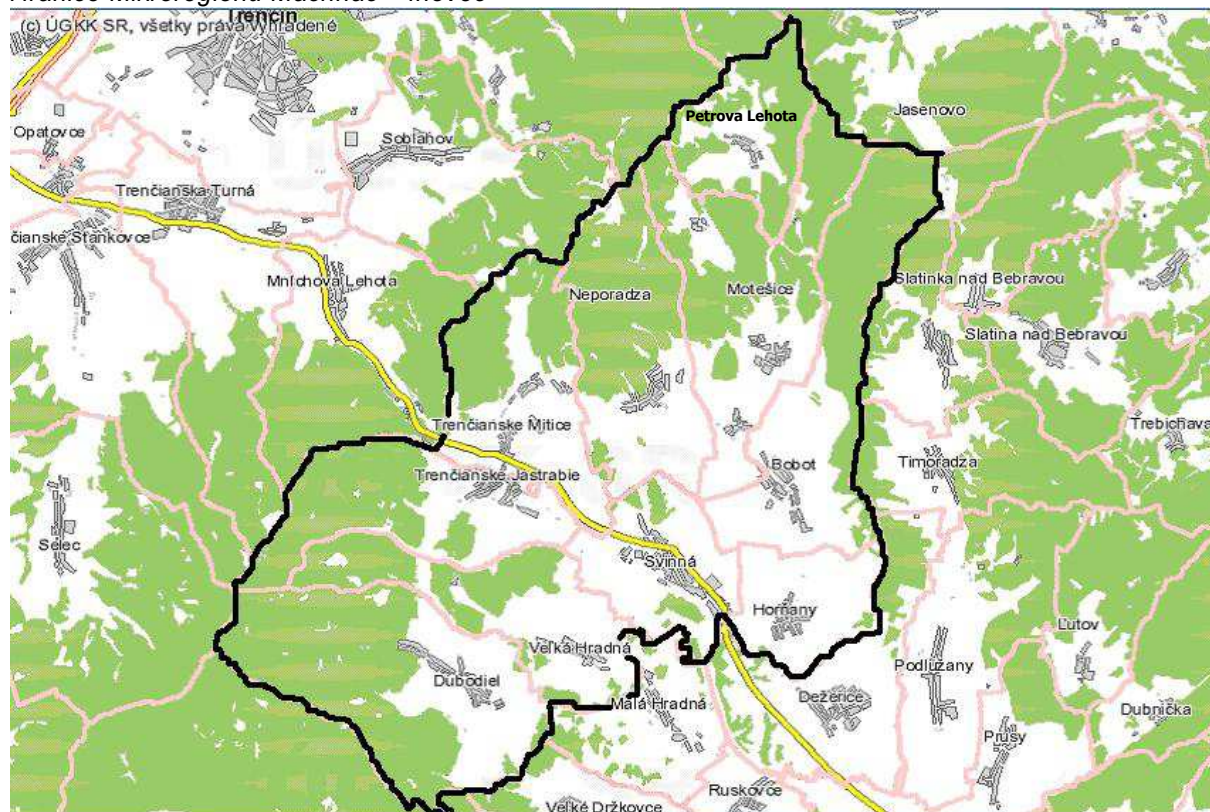 Trenčín
(c) ÚGKK SR, všetky práva vyhradené
Petrova Lehota
Jasenovo
Opatovce
Soblahov
Trenčianska Turná
čianske Stankovce
Mníchova Lehota
Neporadza
Motešice
Slatinka nad Bebravou
Slatina nad Bebravou
Trenčianske Mitice
Trebichava
Trenčianske Jastrabie
Bobot
Timoradza
Selec
Svinná
Horňany
Ľutov
Veľká Hradná
Podlužany
Dubodiel
Malá Hradná
Dežerice
Dubnička
Prusy
Ruskovce
Veľké Držkovce